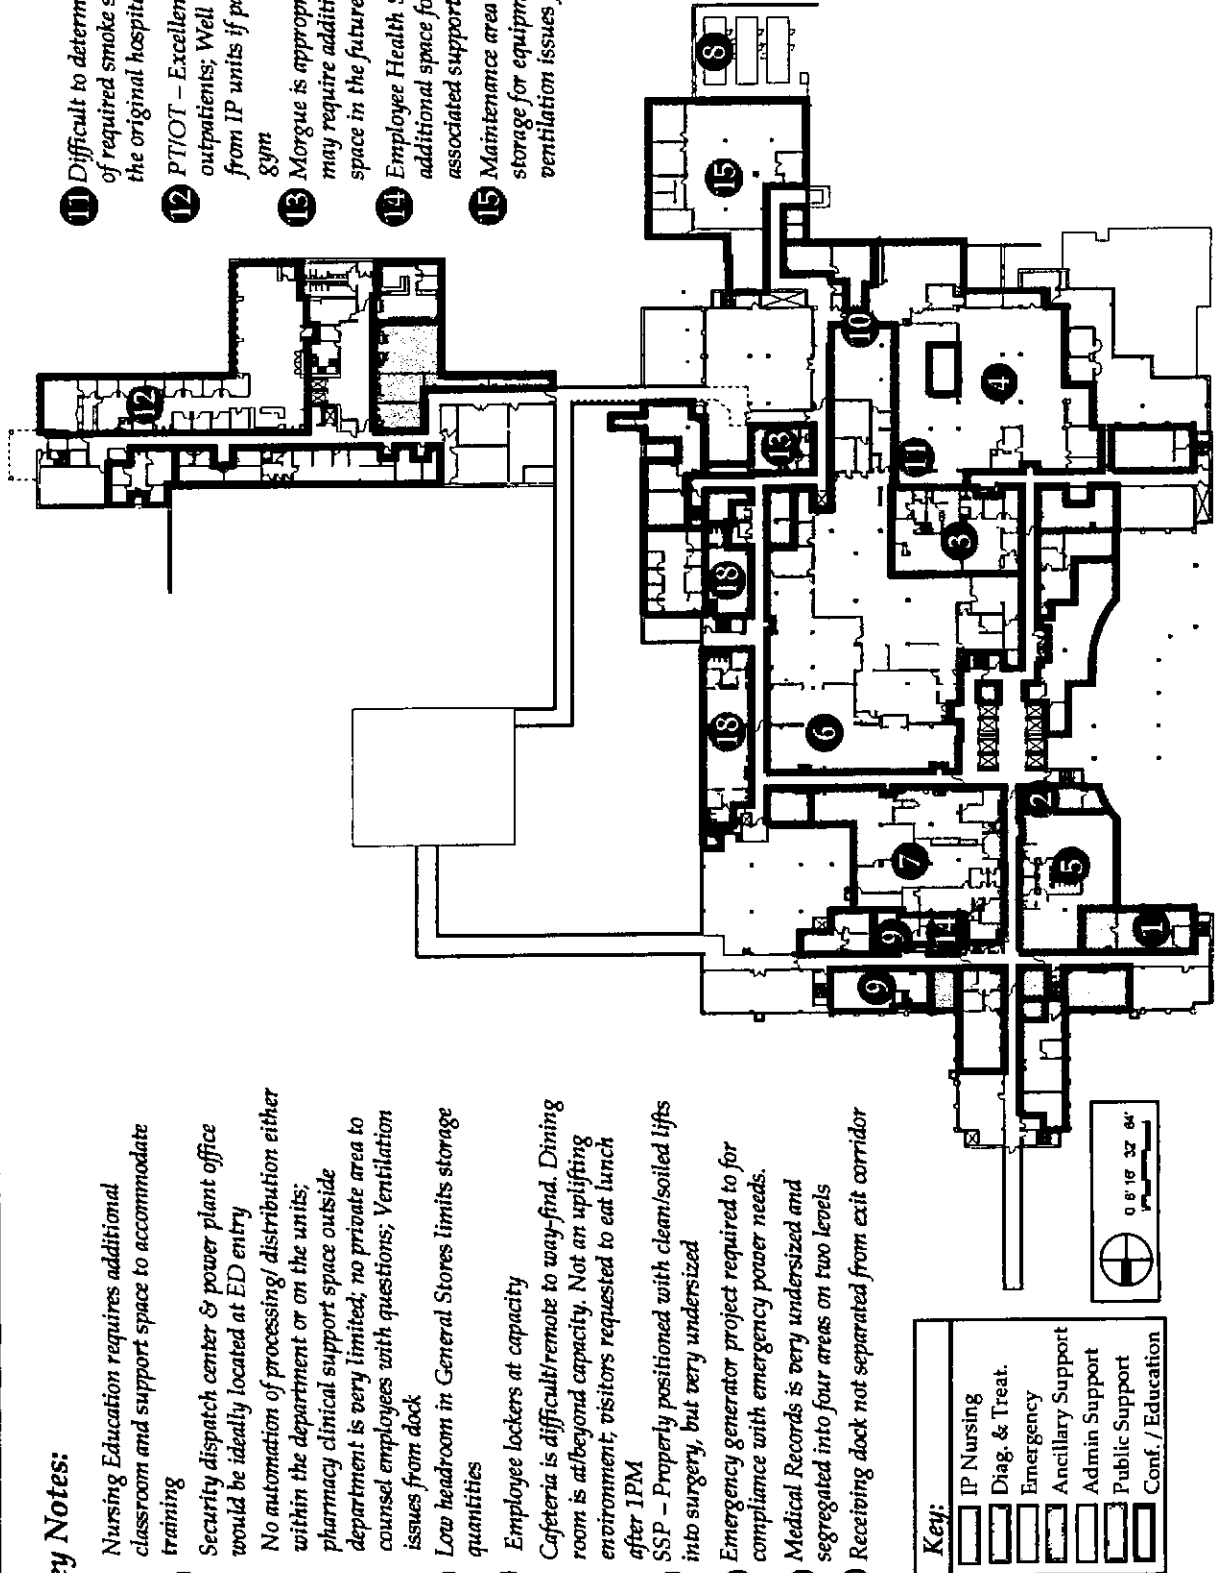 ey Notes:
Nursing Education requires additional
classroom and support space to accommodate
training
Security dispatch center & power plant office
would be ideally located at ED entry
No automation of processing/ distribution either
within the department or on the units;
pharmacy clinical support space outside
department is very limited; no private area to
counsel employees with questions; Ventilation
issues from dock
Low headroom in General Stores limits storage
quantities
Employee lockers at capacity
Cafeteria is difficult/remote to way-find. Dining
room is at/beyond capacity. Not an uplifting
environment; visitors requested to eat lunch
after 1PM
SSP – Properly positioned with clean/soiled lifts
into surgery, but very undersized
Emergency generator project required to for
compliance with emergency power needs.
Medical Records is very undersized and
segregated into four areas on two levels
Receiving dock not separated from exit corridor
11 Difficult to determ
of required smoke s
the original hospita
12 PT/OT – Excellen
outpatients; Well
from IP units if po
gym
13 Morgue is appropr
may require additi
space in the future
14 Employee Health S
additional space fo
associated support
15 Maintenance area
storage for equipm
ventilation issues
12
8
15
10
4
13
11
3
18
18
6
2
7
5
9
14
1
9
Key:
IP Nursing
Diag. & Treat.
Emergency
Ancillary Support
Admin Support
Public Support
Conf. / Education
0 8' 16' 32' 64'